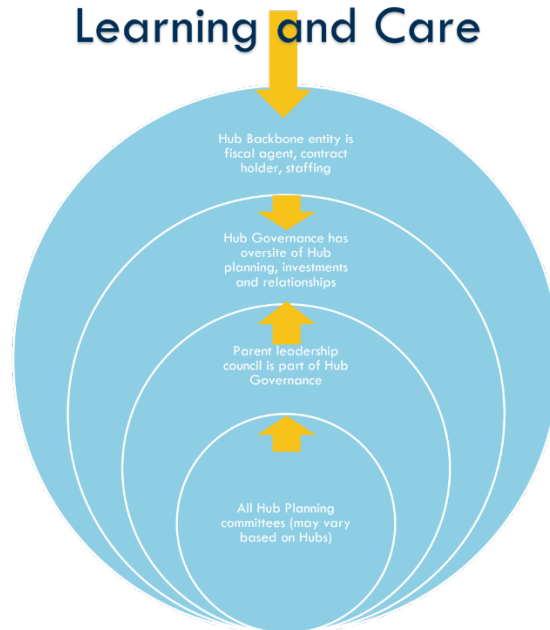 Learning and Care
Hub Backbone entity is
fiscal agent, contract
holder, staffing
Hub Governance has
oversite of Hub
planning, investments
and relationships
Parent leadership
council is part of Hub
Governance
All Hub Planning
committees (may vary
based on Hubs)